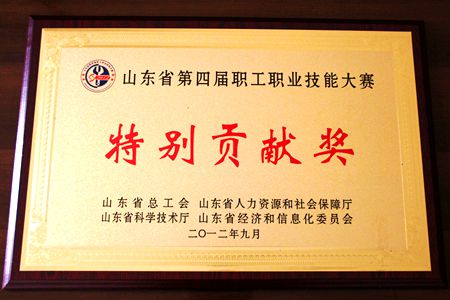 山东省第四届职工职业技能大赛
特别贡献奖
山东省总工会 山东省人力资源和社会保障厅
山东省科学技术厅 山东省经济和信息化委员会
二〇一二年九月